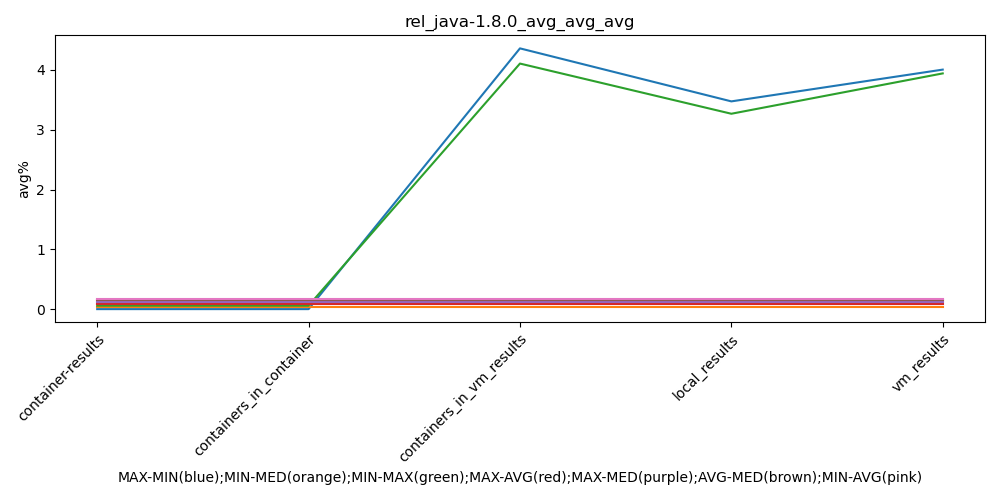 rel_java-1.8.0_avg_avg_avg
avg%
4
3
2
1
0
container-results
containers_in_container
containers_in_vm_results
local_results
vm_results
MAX-MIN(blue);MIN-MED(orange);MIN-MAX(green);MAX-AVG(red);MAX-MED(purple);AVG-MED(brown);MIN-AVG(pink)